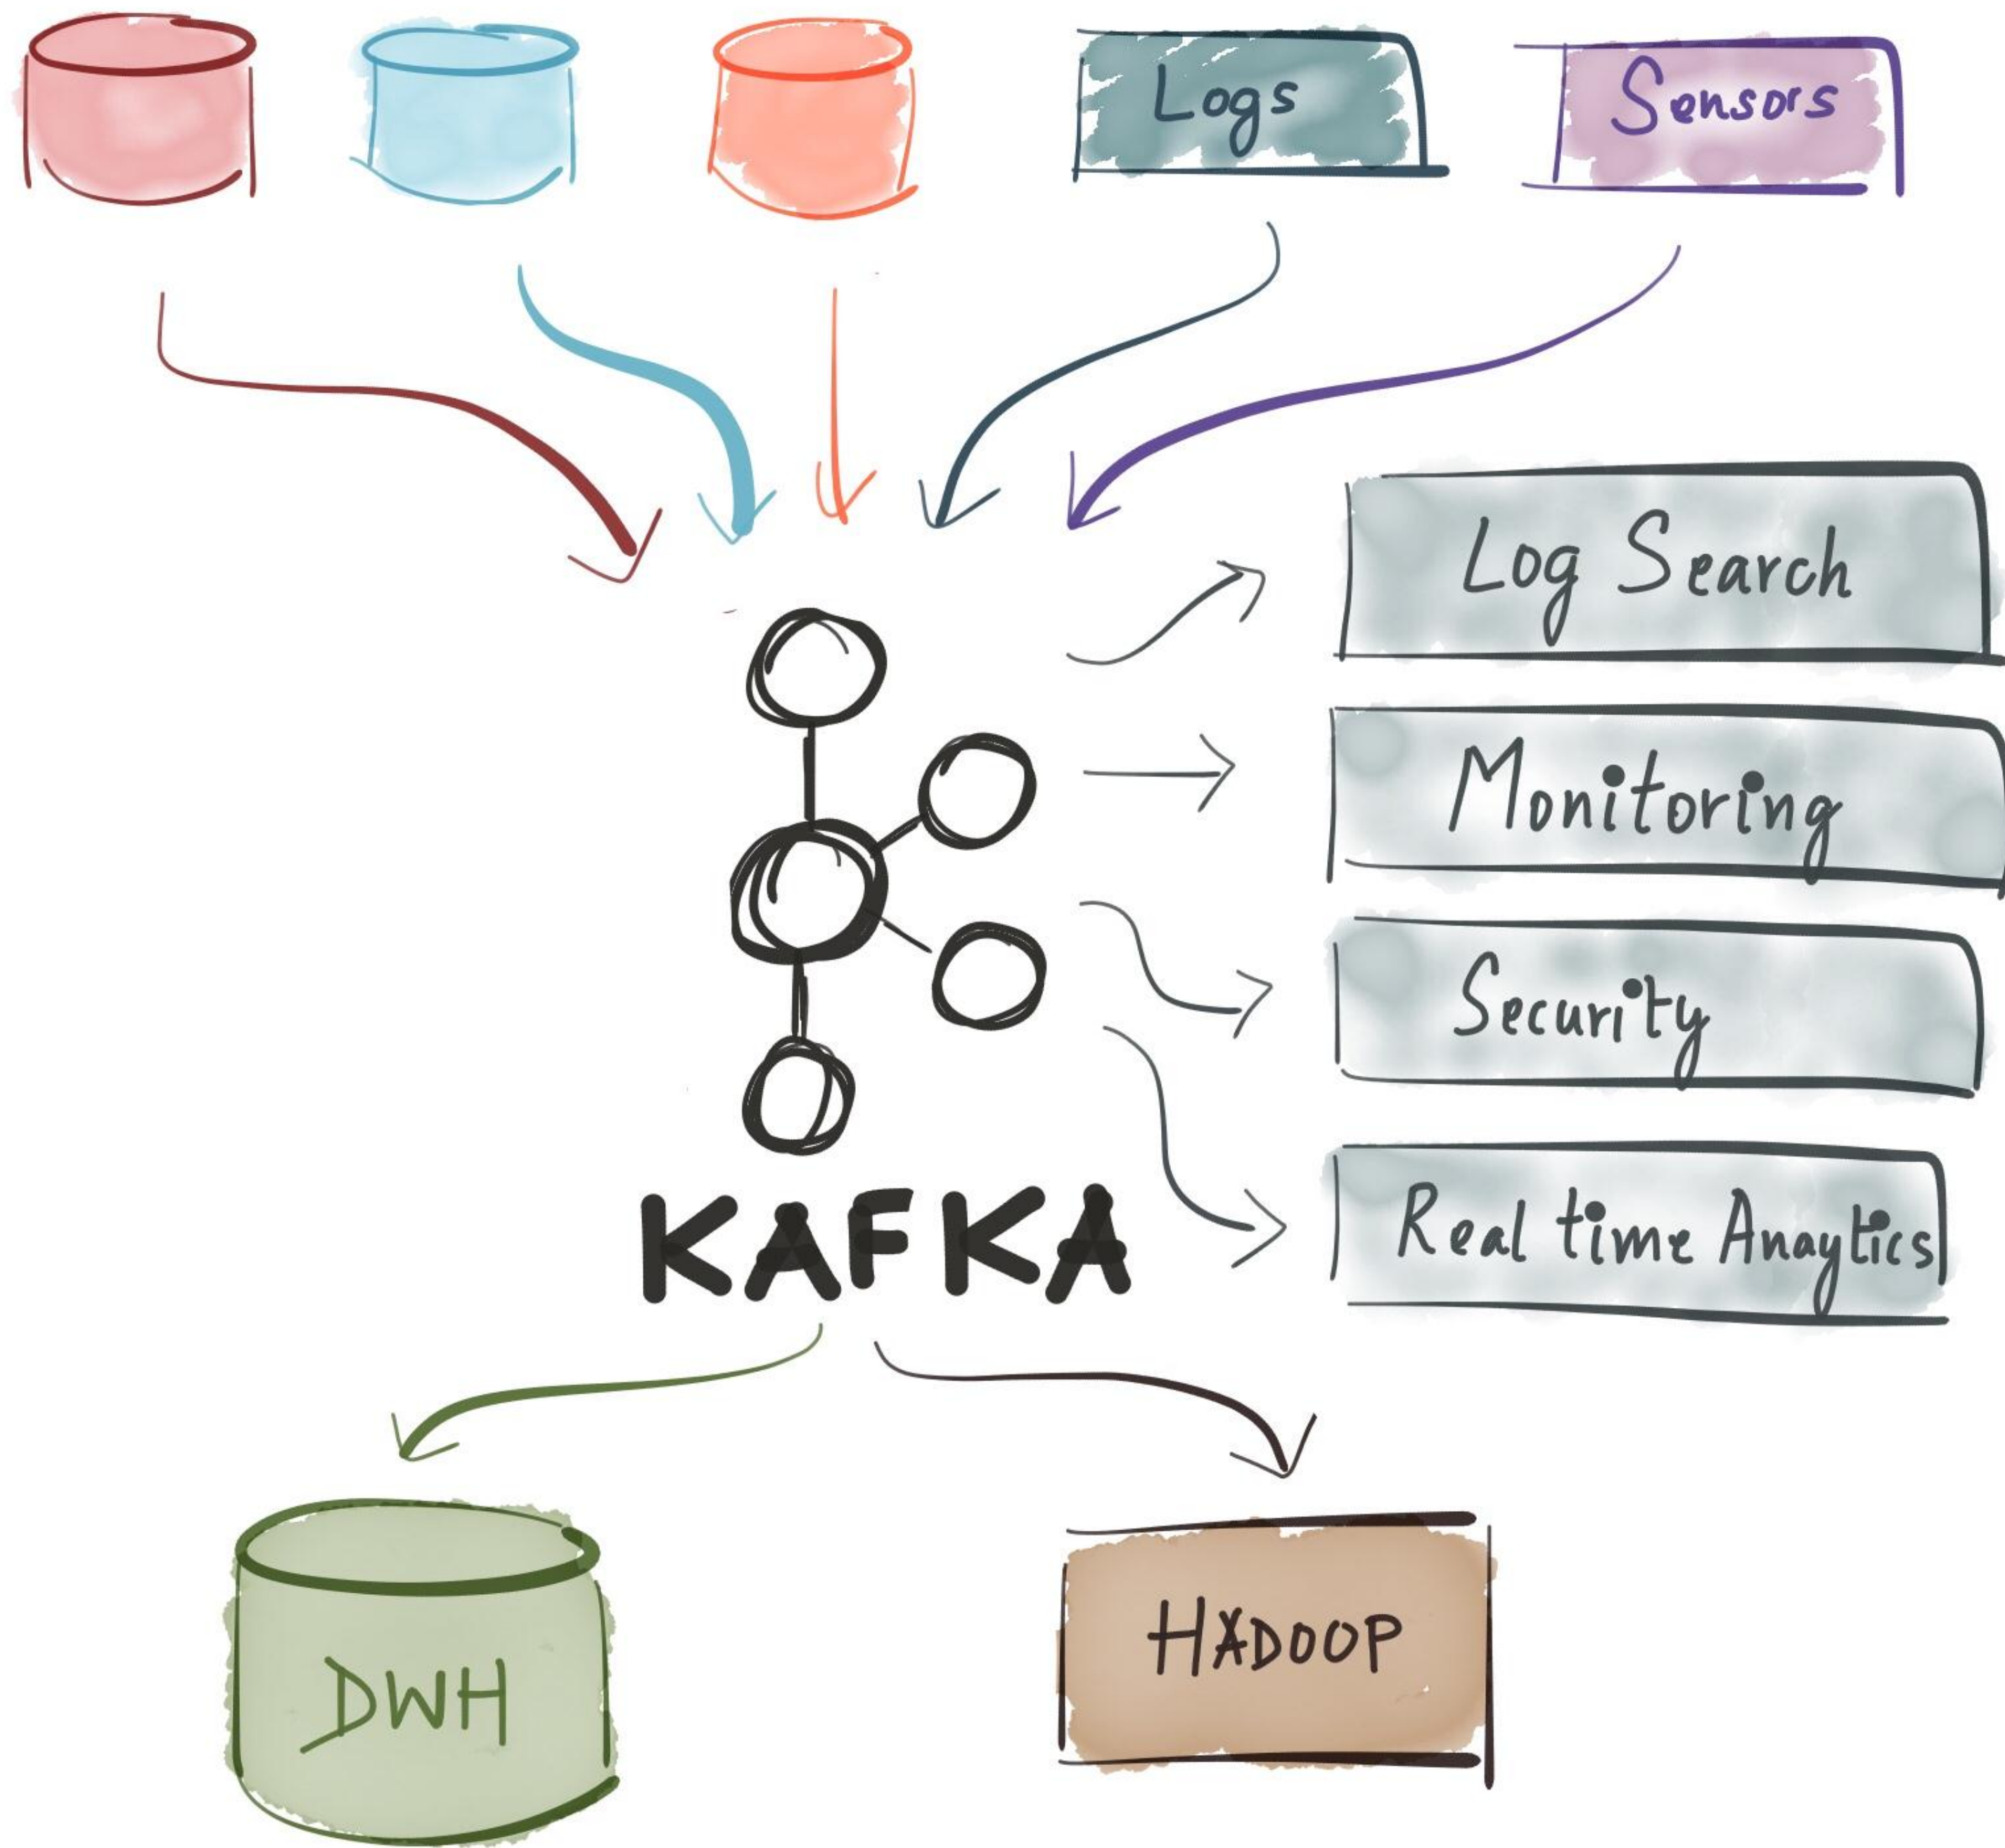 Logs
Sensors
Log Search
Monitoring
Security
Real time Anaytics
KAFKA
DWH
HADOOP